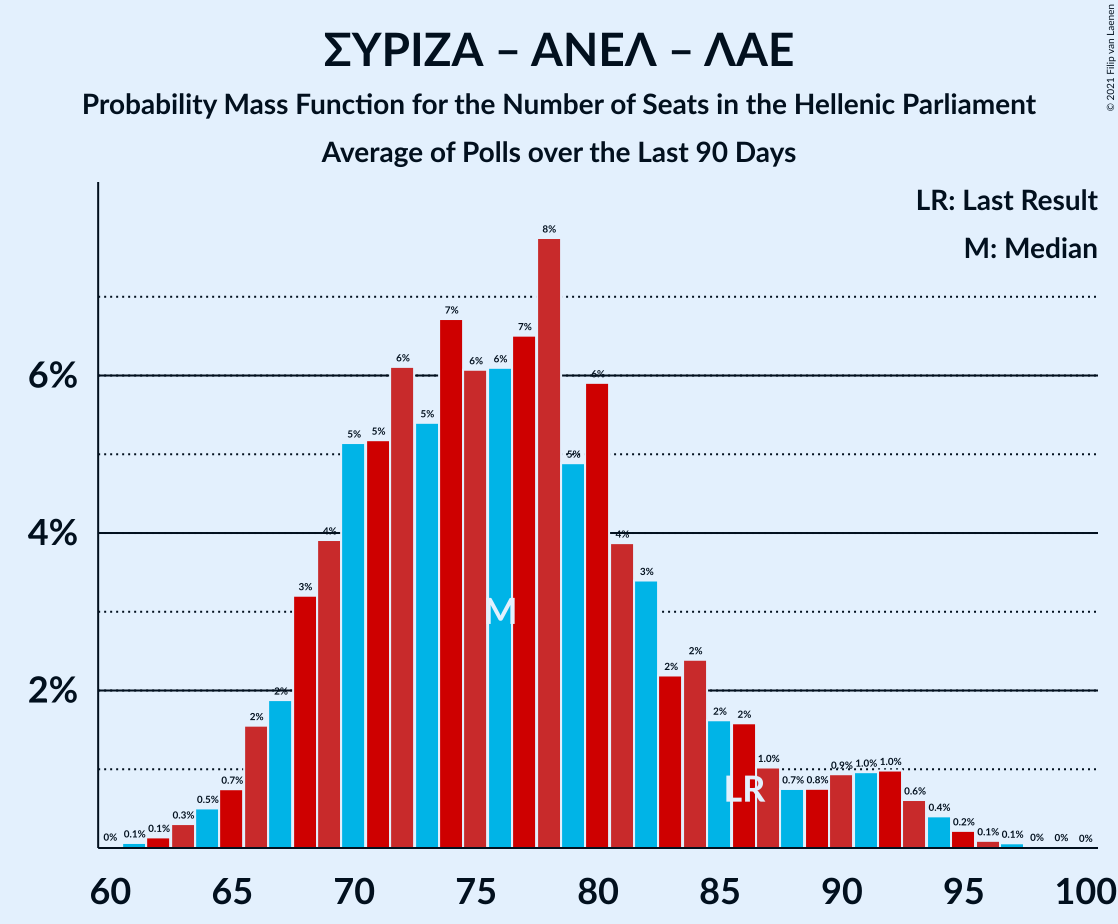 ΣΥΡΙΖΑ – ΑΝΕΛ – ΛΑΕ
Probability Mass Function for the Number of Seats in the Hellenic Parliament
Average of Polls over the Last 90 Days
© 2021 Filip van Laenen
LR: Last Result
M: Median
8%
7%
7%
6%
6%
6%
6%
6%
5%
5%
5%
5%
5%
4%
4%
4%
3%
3%
M
2%
2%
2%
2%
2%
2%
2%
LR
0% 0.1% 0.1% 0.3% 0.5% 0.7% 1.0% 0.7% 0.8% 0.9% 1.0% 1.0% 0.6% 0.4% 0.2% 0.1% 0.1% 0% 0% 0%
60 65 70 75 80 85 90 95 100